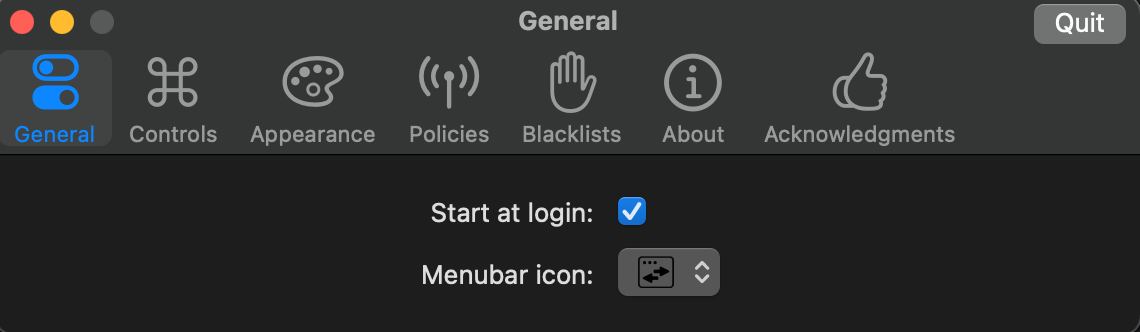 General
Quit
General
Controls
Appearance
Policies
Blacklists
About
Acknowledgments
Start at login:
Menubar icon: